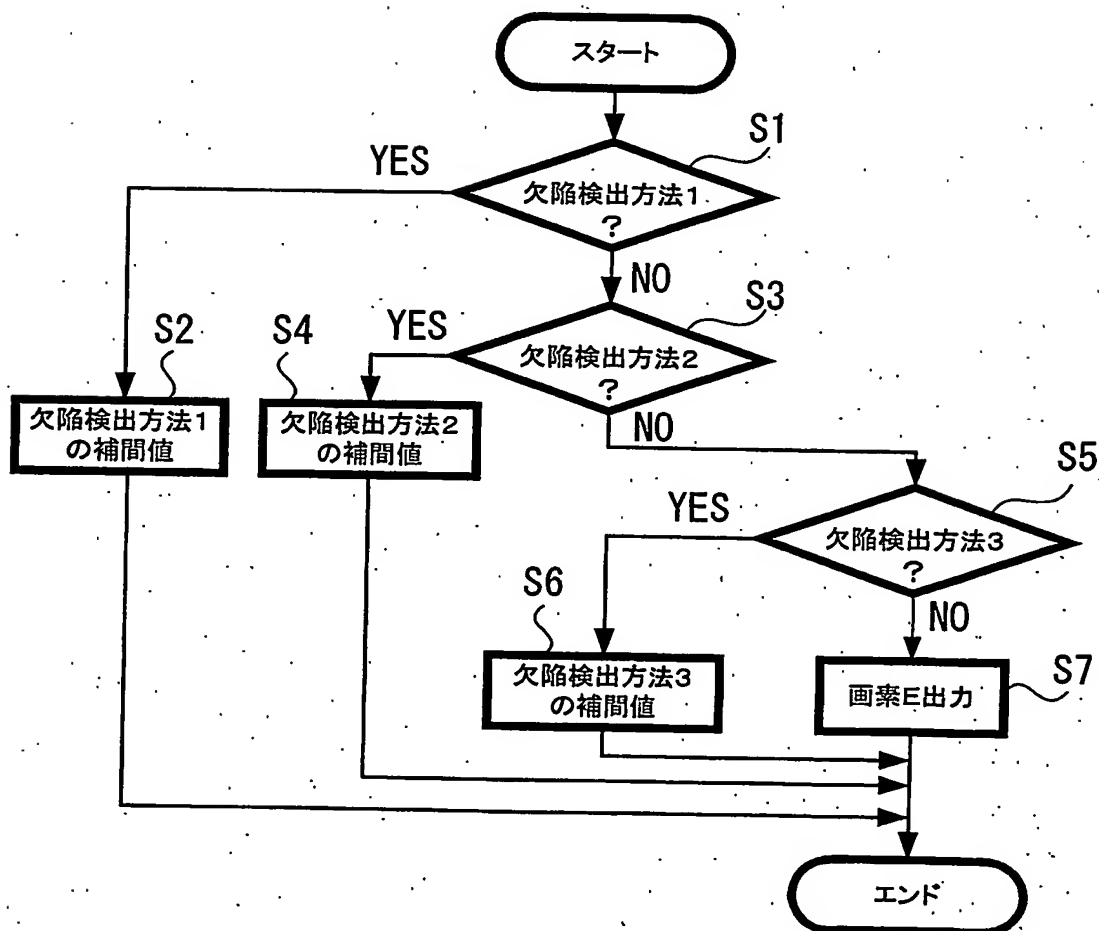 スタート
S1
YES
欠陥検出方法1
?
NO
S3
YES
欠陥検出方法2
?
NO
S2
欠陥検出方法1
の補間値
S4
欠陥検出方法2
の補間値
S5
YES
欠陥検出方法3
?
NO
S6
欠陥検出方法3
の補間値
S7
画素E出力
エンド